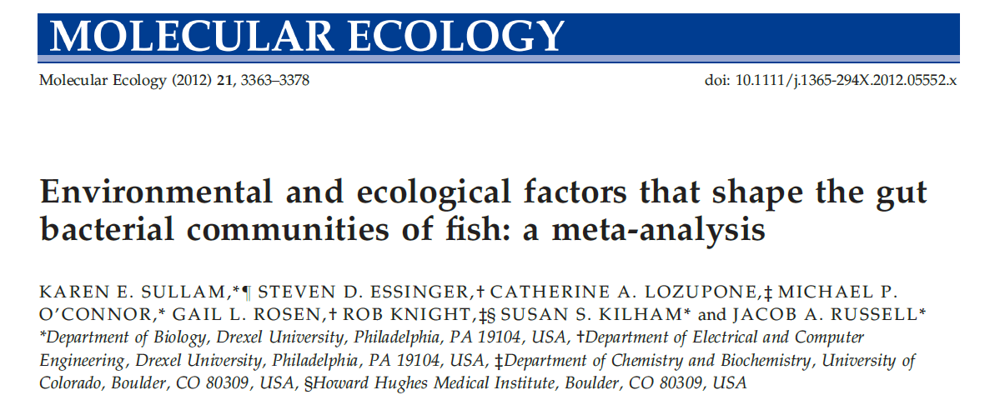 MOLECULAR ECOLOGY
Molecular Ecology (2012) 21, 3363–3378
doi: 10.1111/j.1365-294X.2012.05552.x
Environmental and ecological factors that shape the gut
bacterial communities of fish: a meta-analysis
KAREN E. SULLAM,*¶ STEVEN D. ESSINGER,† CATHERINE A. LOZUPONE,‡ MICHAEL P.
O’CONNOR,* GAIL L. ROSEN,† ROB KNIGHT,‡§ SUSAN S. KILHAM* and JACOB A. RUSSELL*
*Department of Biology, Drexel University, Philadelphia, PA 19104, USA, †Department of Electrical and Computer
Engineering, Drexel University, Philadelphia, PA 19104, USA, ‡Department of Chemistry and Biochemistry, University of
Colorado, Boulder, CO 80309, USA, §Howard Hughes Medical Institute, Boulder, CO 80309, USA